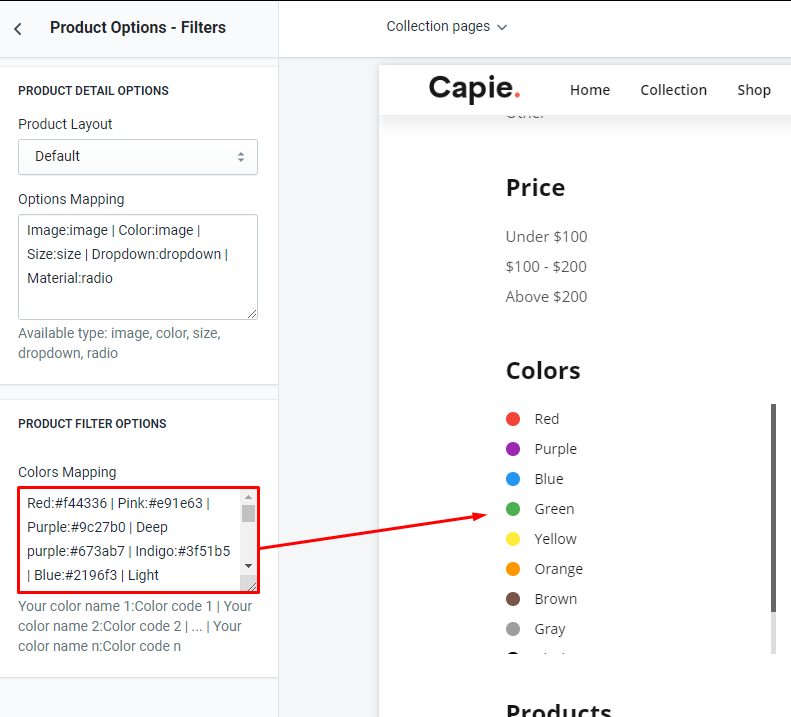 Product Options - Filters
Collection pages
PRODUCT DETAIL OPTIONS
Product Layout
Default
Options Mapping
Image:image | Color:image |
Size:size | Dropdown:dropdown |
Material:radio
Available type: image, color, size,
dropdown, radio
PRODUCT FILTER OPTIONS
Colors Mapping
Red:#f44336 | Pink:#e91e63 |
Purple:#9c27b0 | Deep
purple:#673ab7 | Indigo:#3f51b5
| Blue:#2196f3 | Light
Your color name 1:Color code 1 | Your
color name 2:Color code 2 | ... | Your
color name n:Color code n
Capie.
Home
Collection
Shop
Other
Price
Under $100
$100 - $200
Above $200
Colors
Red
Purple
Blue
Green
Yellow
Orange
Brown
Gray
Products